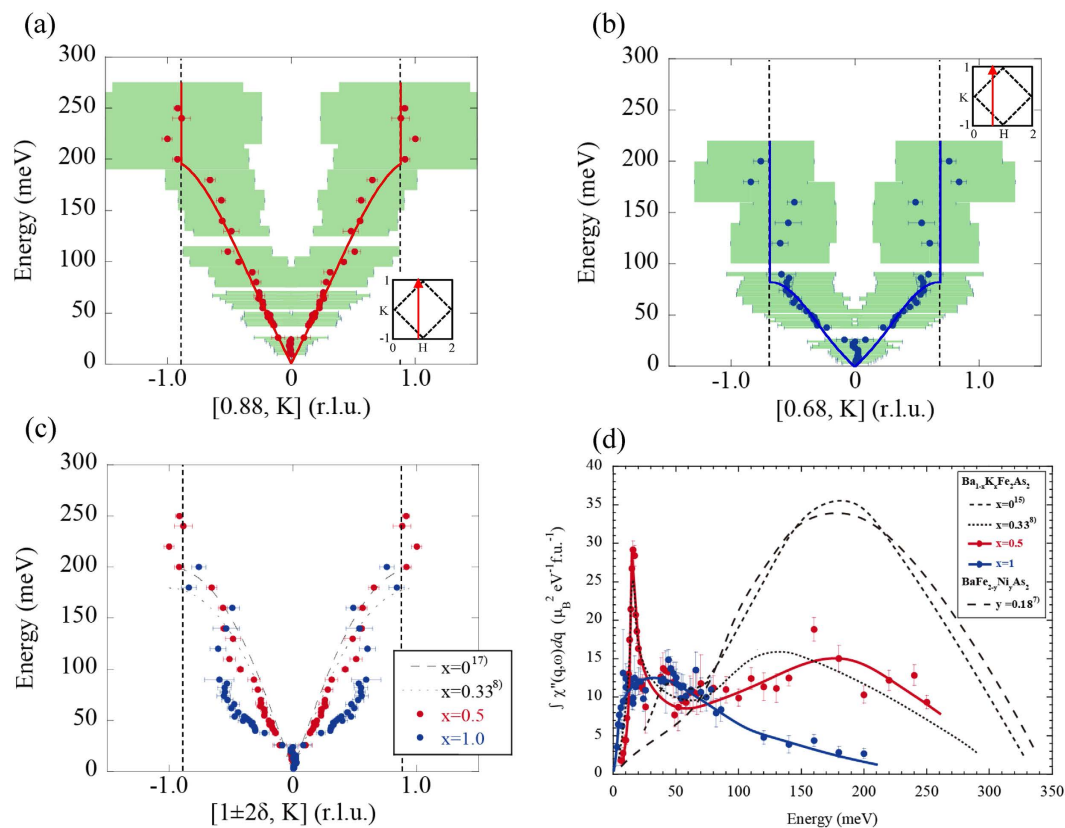 (a)
300
250
200
150
100
50
0
Energy (meV)
-1.0
0
1.0
[0.88, K] (r.l.u.)
1
K
-1
0
H
2
(b)
300
250
200
150
100
50
0
Energy (meV)
-1.0
0
1.0
[0.68, K] (r.l.u.)
1
K
-1
0
H
2
(c)
300
250
200
150
100
50
0
Energy (meV)
-1.0
0
1.0
[1±2δ, K] (r.l.u.)
x=0¹⁷⁾
x=0.33⁸⁾
x=0.5
x=1.0
(d)
40
35
30
25
20
15
10
5
0
∫ χ"(q,ω)dq (μ_B² eV⁻¹f.u.⁻¹)
0
50
100
150
200
250
300
350
Energy (meV)
Ba₁₋ₓKₓFe₂As₂
x=0¹⁵⁾
x=0.33⁸⁾
x=0.5
x=1
BaFe₂₋yNiyAs₂
y =0.18⁷⁾